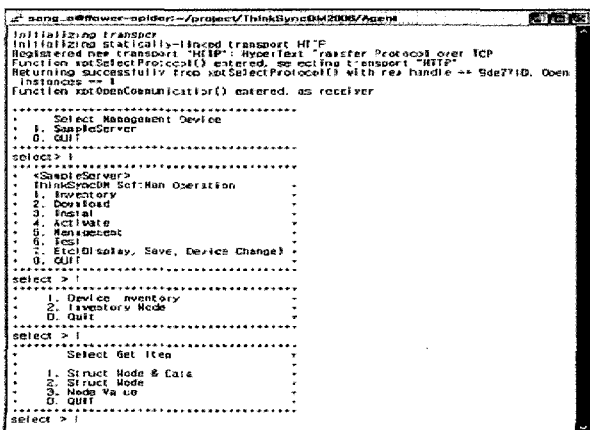 sang_e@flower-spider:~/project/ThinkSyncDM2006/Agent
Initializing transpor
Initializing statically-linced transport HTTP
Registered new transport "HTTP": HyperText Transfer Protocol over TCP
Function xptSelectProtocol() entered, selecting transport "HTTP"
Returning successfully from xptSelectProtocol() with new handle == 9de7710. Open
instances == 1
Function xptOpenCommunication() entered, as receiver
Select Management Device
1. SampleServer
0. QUIT
select> 1
<SampleServer>
ThinkSyncDM SoftMan Operation
1. Inventory
2. Download
3. Instal
4. Activate
5. Management
6. Test
7. Etc(Display, Save, Device Change)
0. QUIT
select > 1
1. Device Inventory
2. Inventory Node
0. Quit
select > 1
Select Get Item
1. Struct Node & Data
2. Struct Node
3. Node Value
0. QUIT
select > 1